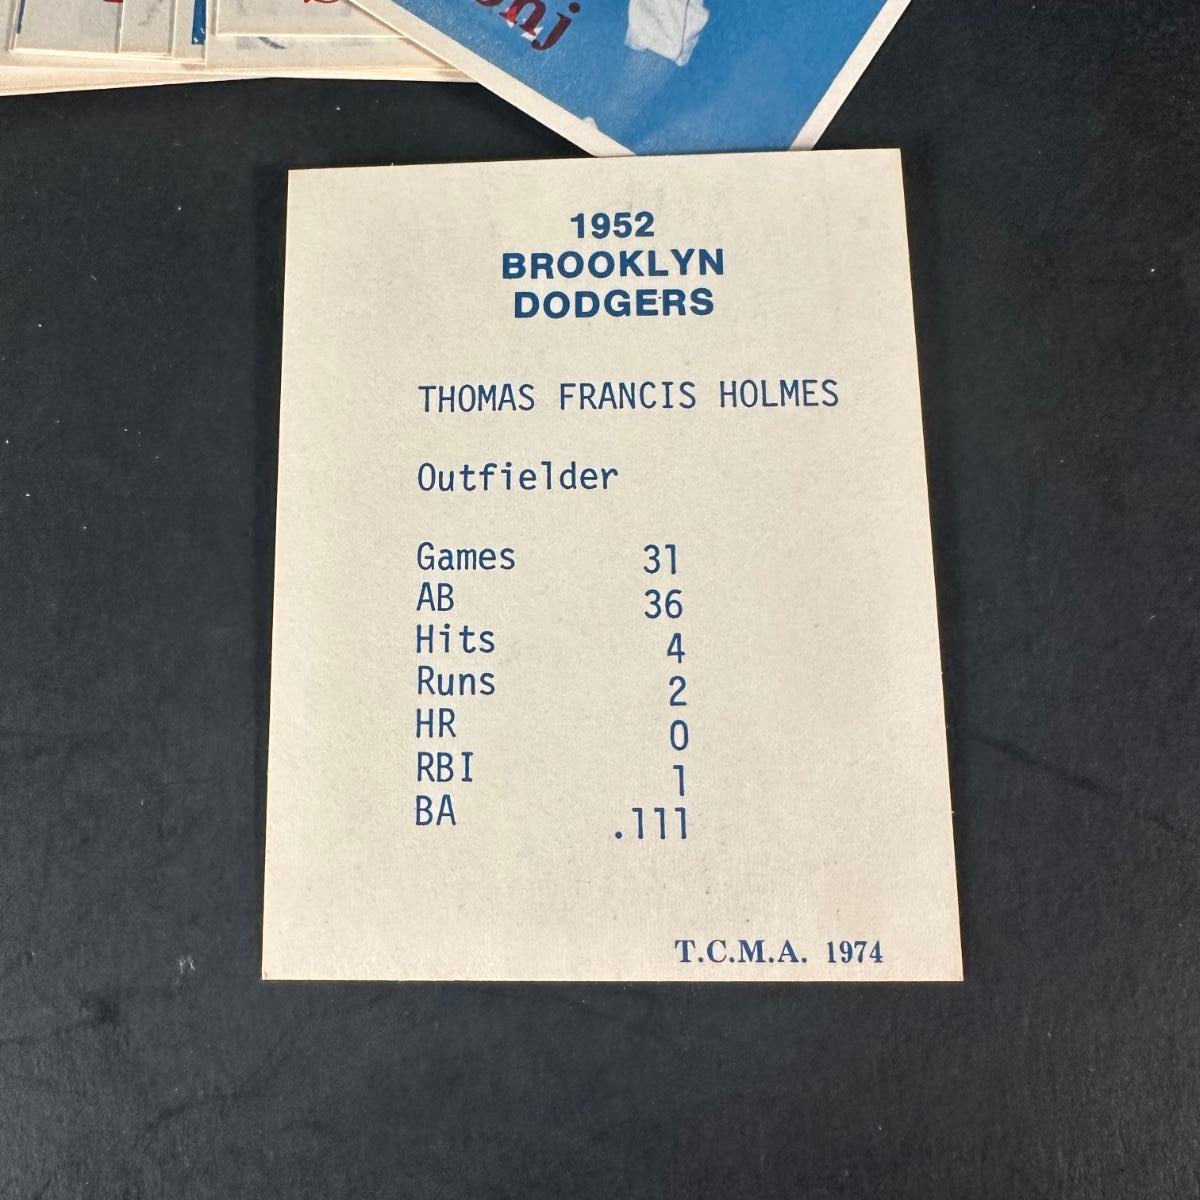 1952
BROOKLYN
DODGERS
THOMAS FRANCIS HOLMES
Outfielder
Games 31
AB 36
Hits 4
Runs 2
HR 0
RBI 1
BA .111
T.C.M.A. 1974